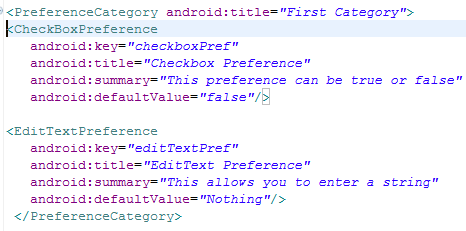 <PreferenceCategory android:title="First Category">
<CheckBoxPreference
android:key="checkboxPref"
android:title="Checkbox Preference"
android:summary="This preference can be true or false"
android:defaultValue="false"/>
<EditTextPreference
android:key="editTextPref"
android:title="EditText Preference"
android:summary="This allows you to enter a string"
android:defaultValue="Nothing"/>
</PreferenceCategory>